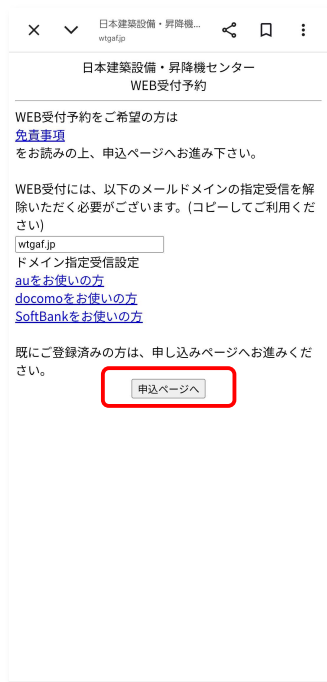 日本建築設備・昇降機...
wtgaf.jp
日本建築設備・昇降機センター
WEB受付予約
WEB受付予約をご希望の方は
免責事項
をお読みの上、申込ページへお進み下さい。
WEB受付には、以下のメールドメインの指定受信を解
除いただく必要がございます。(コピーしてご利用くだ
さい)
wtgaf.jp
ドメイン指定受信設定
auをお使いの方
docomoをお使いの方
SoftBankをお使いの方
既にご登録済みの方は、申し込みページへお進みくだ
さい。
申込ページへ